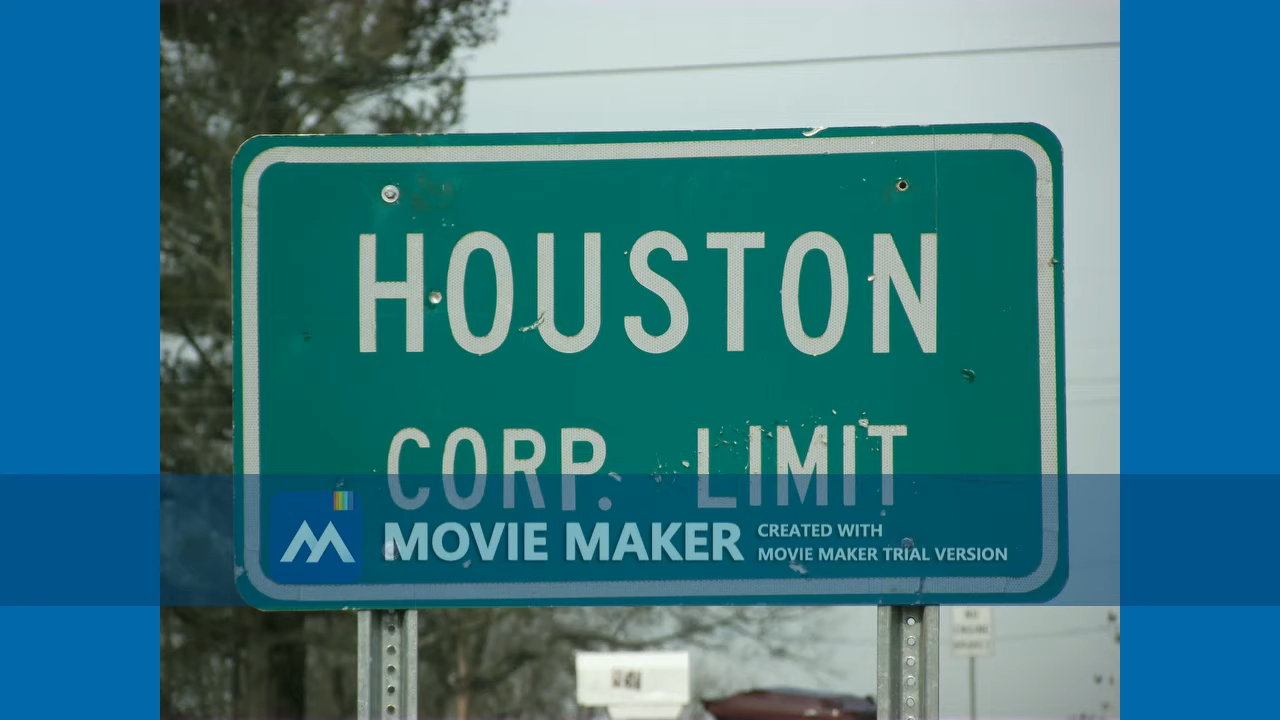 HOUSTON
CORP. LIMIT
MOVIE MAKER
CREATED WITH
MOVIE MAKER TRIAL VERSION